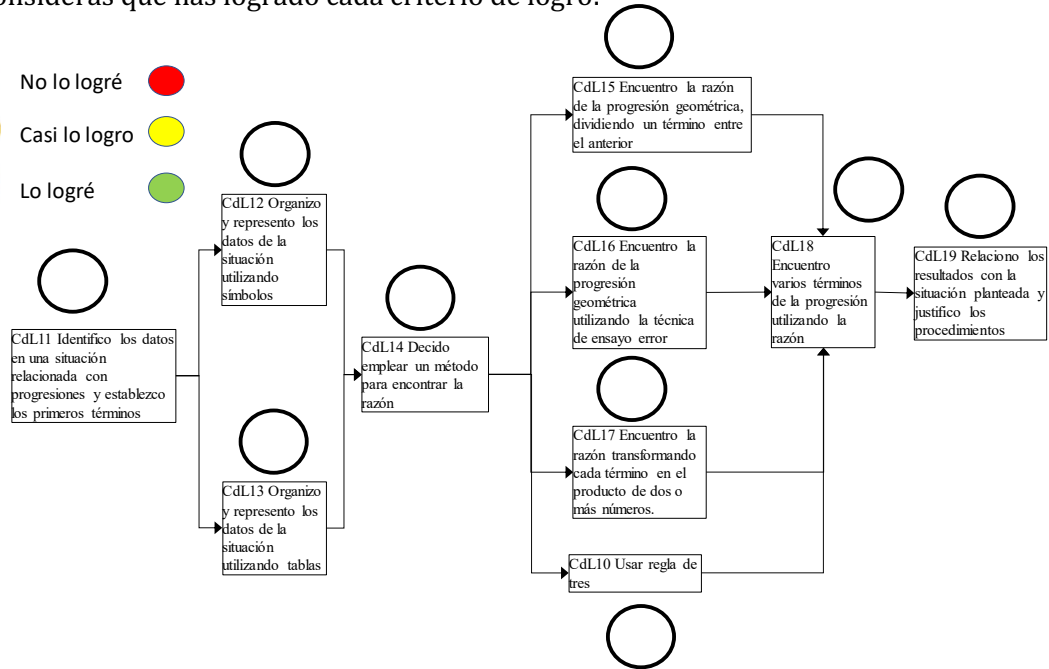 consideras que has logrado cada criterio de logro.
No lo logré
Casi lo logro
Lo logré
CdL11 Identifico los datos
en una situación
relacionada con
progresiones y establezco
los primeros términos
CdL12 Organizo
y represento los
datos de la
situación
utilizando
símbolos
CdL13 Organizo
y represento los
datos de la
situación
utilizando tablas
CdL14 Decido
emplear un método
para encontrar la
razón
CdL15 Encuentro la razón
de la progresión geométrica,
dividiendo un término entre
el anterior
CdL16 Encuentro la
razón de la
progresión
geométrica
utilizando la técnica
de ensayo error
CdL17 Encuentro la
razón transformando
cada término en el
producto de dos o
más números.
CdL10 Usar regla de
tres
CdL18
Encuentro
varios términos
de la progresión
utilizando la
razón
CdL19 Relaciono los
resultados con la
situación planteada y
justifico los
procedimientos